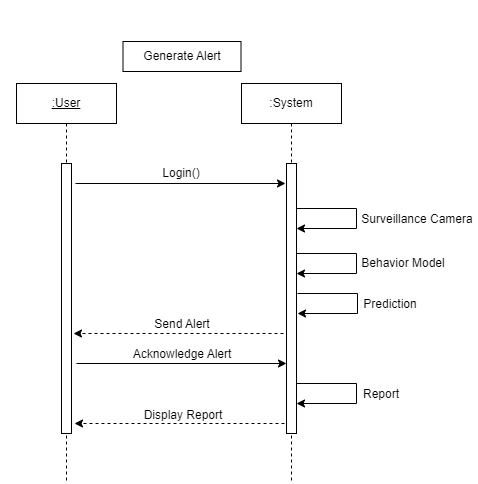 Generate Alert
:User
:System
Login()
Surveillance Camera
Behavior Model
Prediction
Send Alert
Acknowledge Alert
Report
Display Report